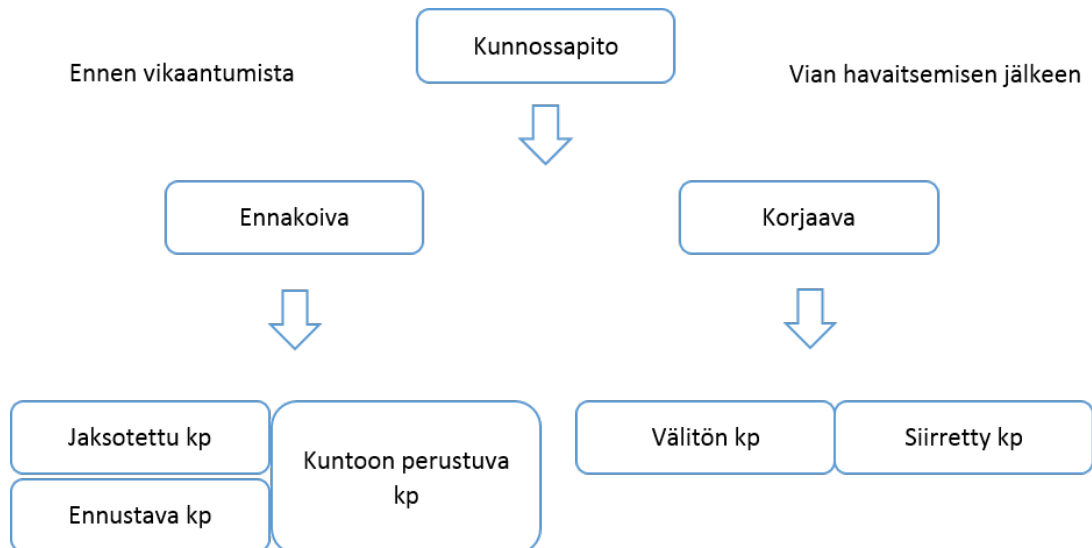 Kunnossapito
Ennen vikaantumista
Vian havaitsemisen jälkeen
Ennakoiva
Korjaava
Jaksotettu kp
Ennustava kp
Kuntoon perustuva
kp
Välitön kp
Siirretty kp